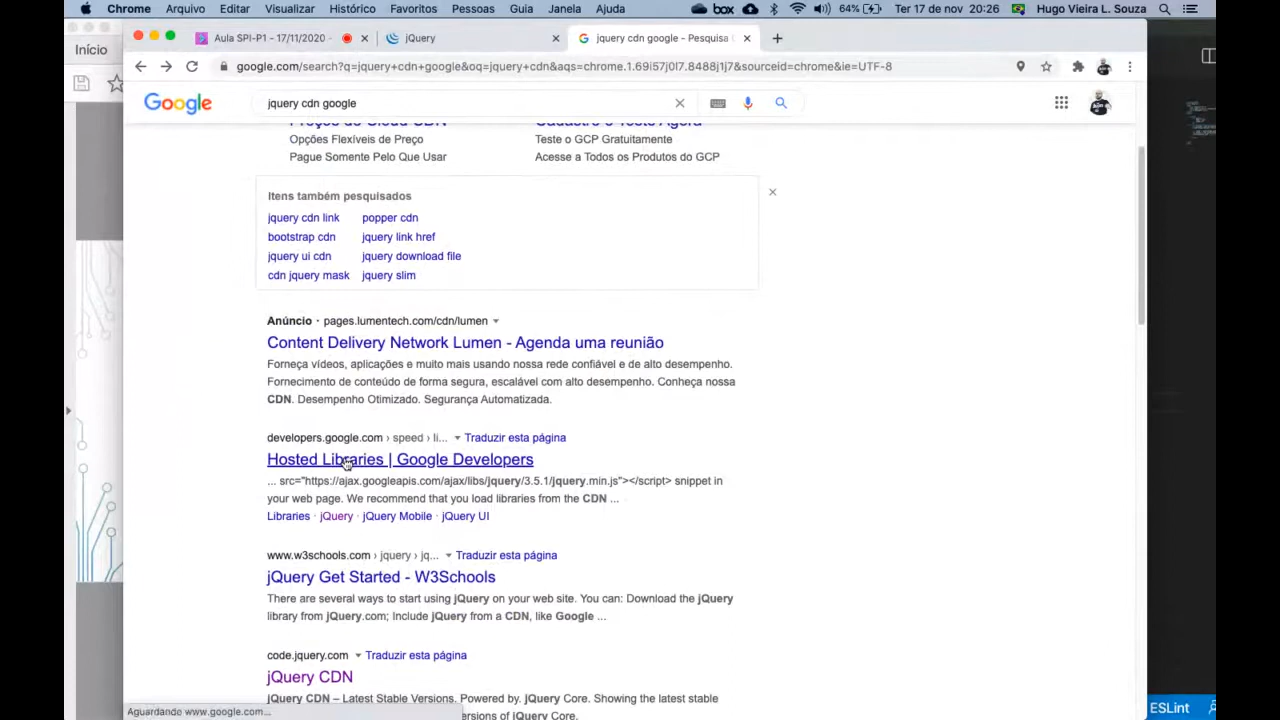 Chrome Arquivo Editar Visualizar Histórico Favoritos Pessoas Guia Janela Ajuda box 64% Ter 17 de nov 20:26 Hugo Vieira L. Souza
Início
Aula SPI-P1 - 17/11/2020 -
jQuery
jquery cdn google - Pesquisa
google.com/search?q=jquery+cdn+google&oq=jquery+cdn&aqs=chrome.1.69i57j0l7.8488j1j7&sourceid=chrome&ie=UTF-8
Google
jquery cdn google
Preços do Cloud CDN
Cadastro e Teste Agora
Opções Flexíveis de Preço
Teste o GCP Gratuitamente
Pague Somente Pelo Que Usar
Acesse a Todos os Produtos do GCP
Itens também pesquisados
jquery cdn link
popper cdn
bootstrap cdn
jquery link href
jquery ui cdn
jquery download file
cdn jquery mask
jquery slim
Anúncio · pages.lumentech.com/cdn/lumen
Content Delivery Network Lumen - Agenda uma reunião
Forneça vídeos, aplicações e muito mais usando nossa rede confiável e de alto desempenho.
Fornecimento de conteúdo de forma segura, escalável com alto desempenho. Conheça nossa
CDN. Desempenho Otimizado. Segurança Automatizada.
developers.google.com › speed › li... Traduzir esta página
Hosted Libraries | Google Developers
... src="https://ajax.googleapis.com/ajax/libs/jquery/3.5.1/jquery.min.js"></script> snippet in
your web page. We recommend that you load libraries from the CDN ...
Libraries · jQuery · jQuery Mobile · jQuery UI
www.w3schools.com › jquery › jq... Traduzir esta página
jQuery Get Started - W3Schools
There are several ways to start using jQuery on your web site. You can: Download the jQuery
library from jQuery.com; Include jQuery from a CDN, like Google ...
code.jquery.com Traduzir esta página
jQuery CDN
jQuery CDN – Latest Stable Versions. Powered by. jQuery Core. Showing the latest stable
versions of jQuery Core.
Aguardando www.google.com...
ESLint